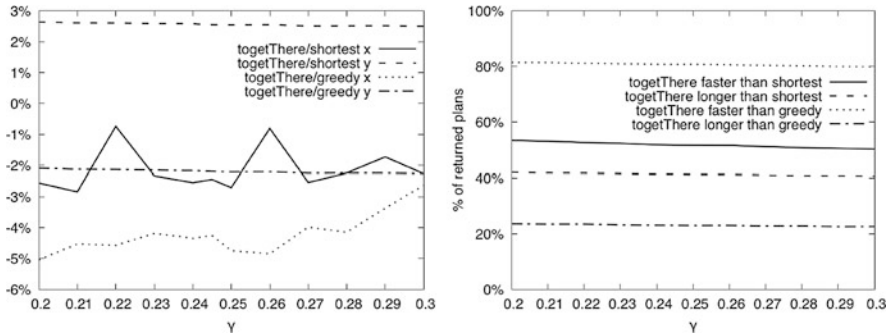 3%
2%
1%
0%
-1%
-2%
-3%
-4%
-5%
-6%
togetThere/shortest x
togetThere/shortest y
togetThere/greedy x
togetThere/greedy y
0.2 0.21 0.22 0.23 0.24 0.25 0.26 0.27 0.28 0.29 0.3
γ
% of returned plans
100%
80%
60%
40%
20%
0%
togetThere faster than shortest
togetThere longer than shortest
togetThere faster than greedy
togetThere longer than greedy
0.2 0.21 0.22 0.23 0.24 0.25 0.26 0.27 0.28 0.29 0.3
γ